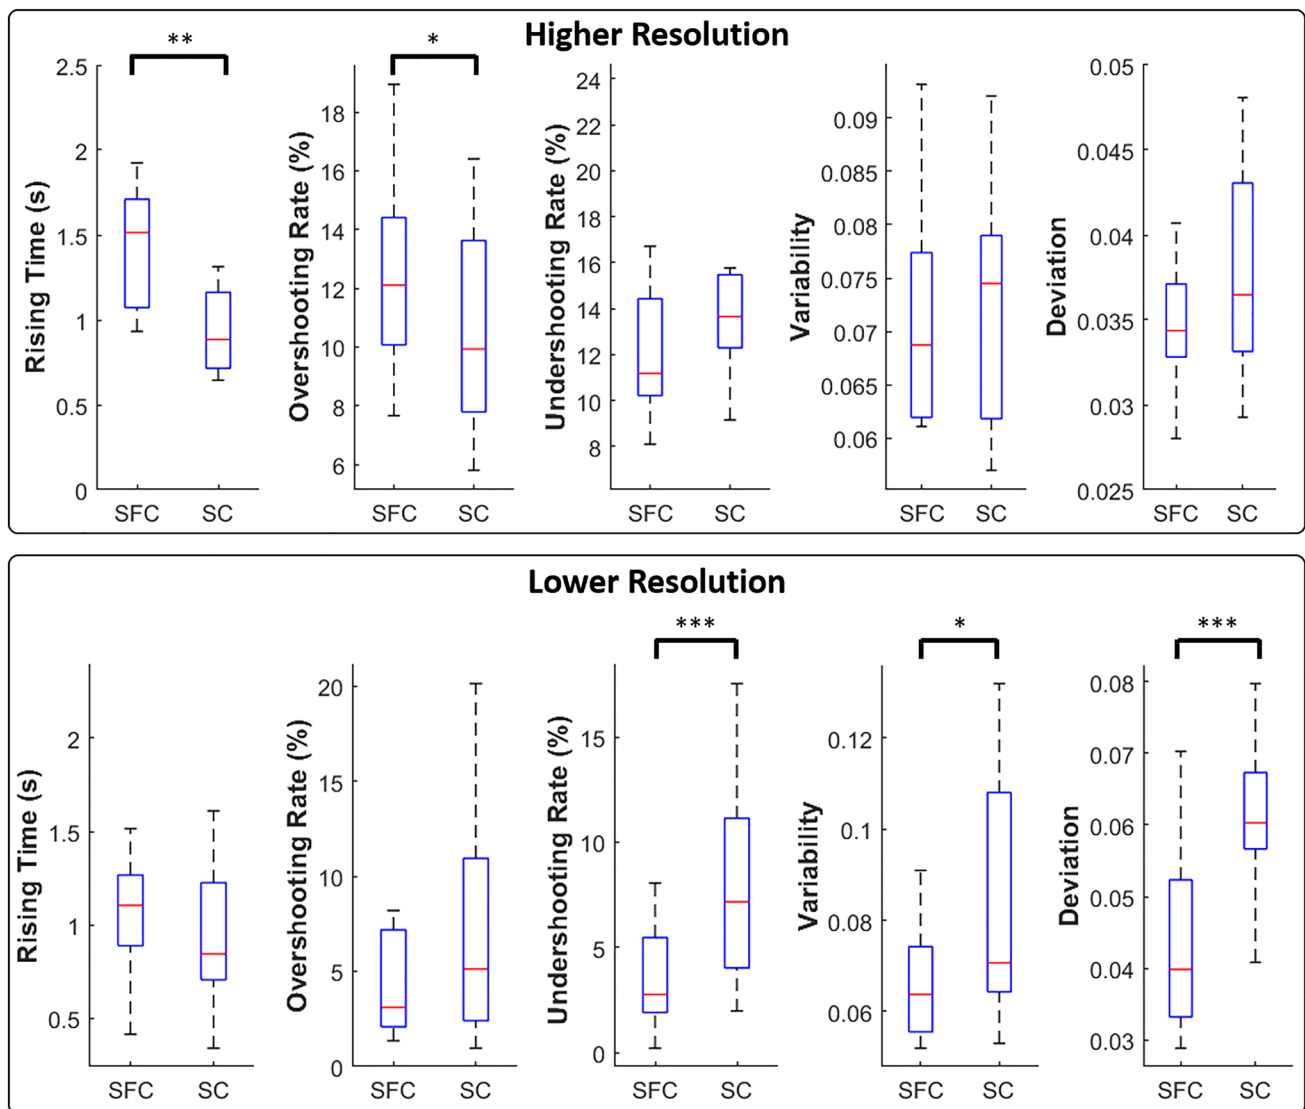 Higher Resolution
**
*
Rising Time (s)
2.5
2
1.5
1
0.5
0
SFC SC
Overshooting Rate (%)
18
16
14
12
10
8
6
SFC SC
Undershooting Rate (%)
24
22
20
18
16
14
12
10
8
SFC SC
Variability
0.09
0.085
0.08
0.075
0.07
0.065
0.06
SFC SC
Deviation
0.05
0.045
0.04
0.035
0.03
0.025
SFC SC
Lower Resolution
***
*
***
Rising Time (s)
2
1.5
1
0.5
SFC SC
Overshooting Rate (%)
20
15
10
5
0
SFC SC
Undershooting Rate (%)
15
10
5
0
SFC SC
Variability
0.12
0.1
0.08
0.06
SFC SC
Deviation
0.08
0.07
0.06
0.05
0.04
0.03
SFC SC